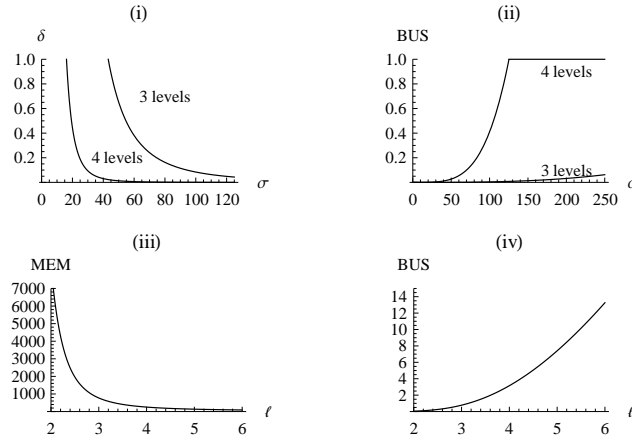 (i)
δ
1.0
0.8
0.6
0.4
0.2
3 levels
4 levels
0 20 40 60 80 100 120
σ
(ii)
BUS
1.0
0.8
0.6
0.4
0.2
4 levels
3 levels
0 50 100 150 200 250
(iii)
MEM
7000
6000
5000
4000
3000
2000
1000
2 3 4 5 6
ℓ
(iv)
BUS
14
12
10
8
6
4
2
2 3 4 5 6
ℓ